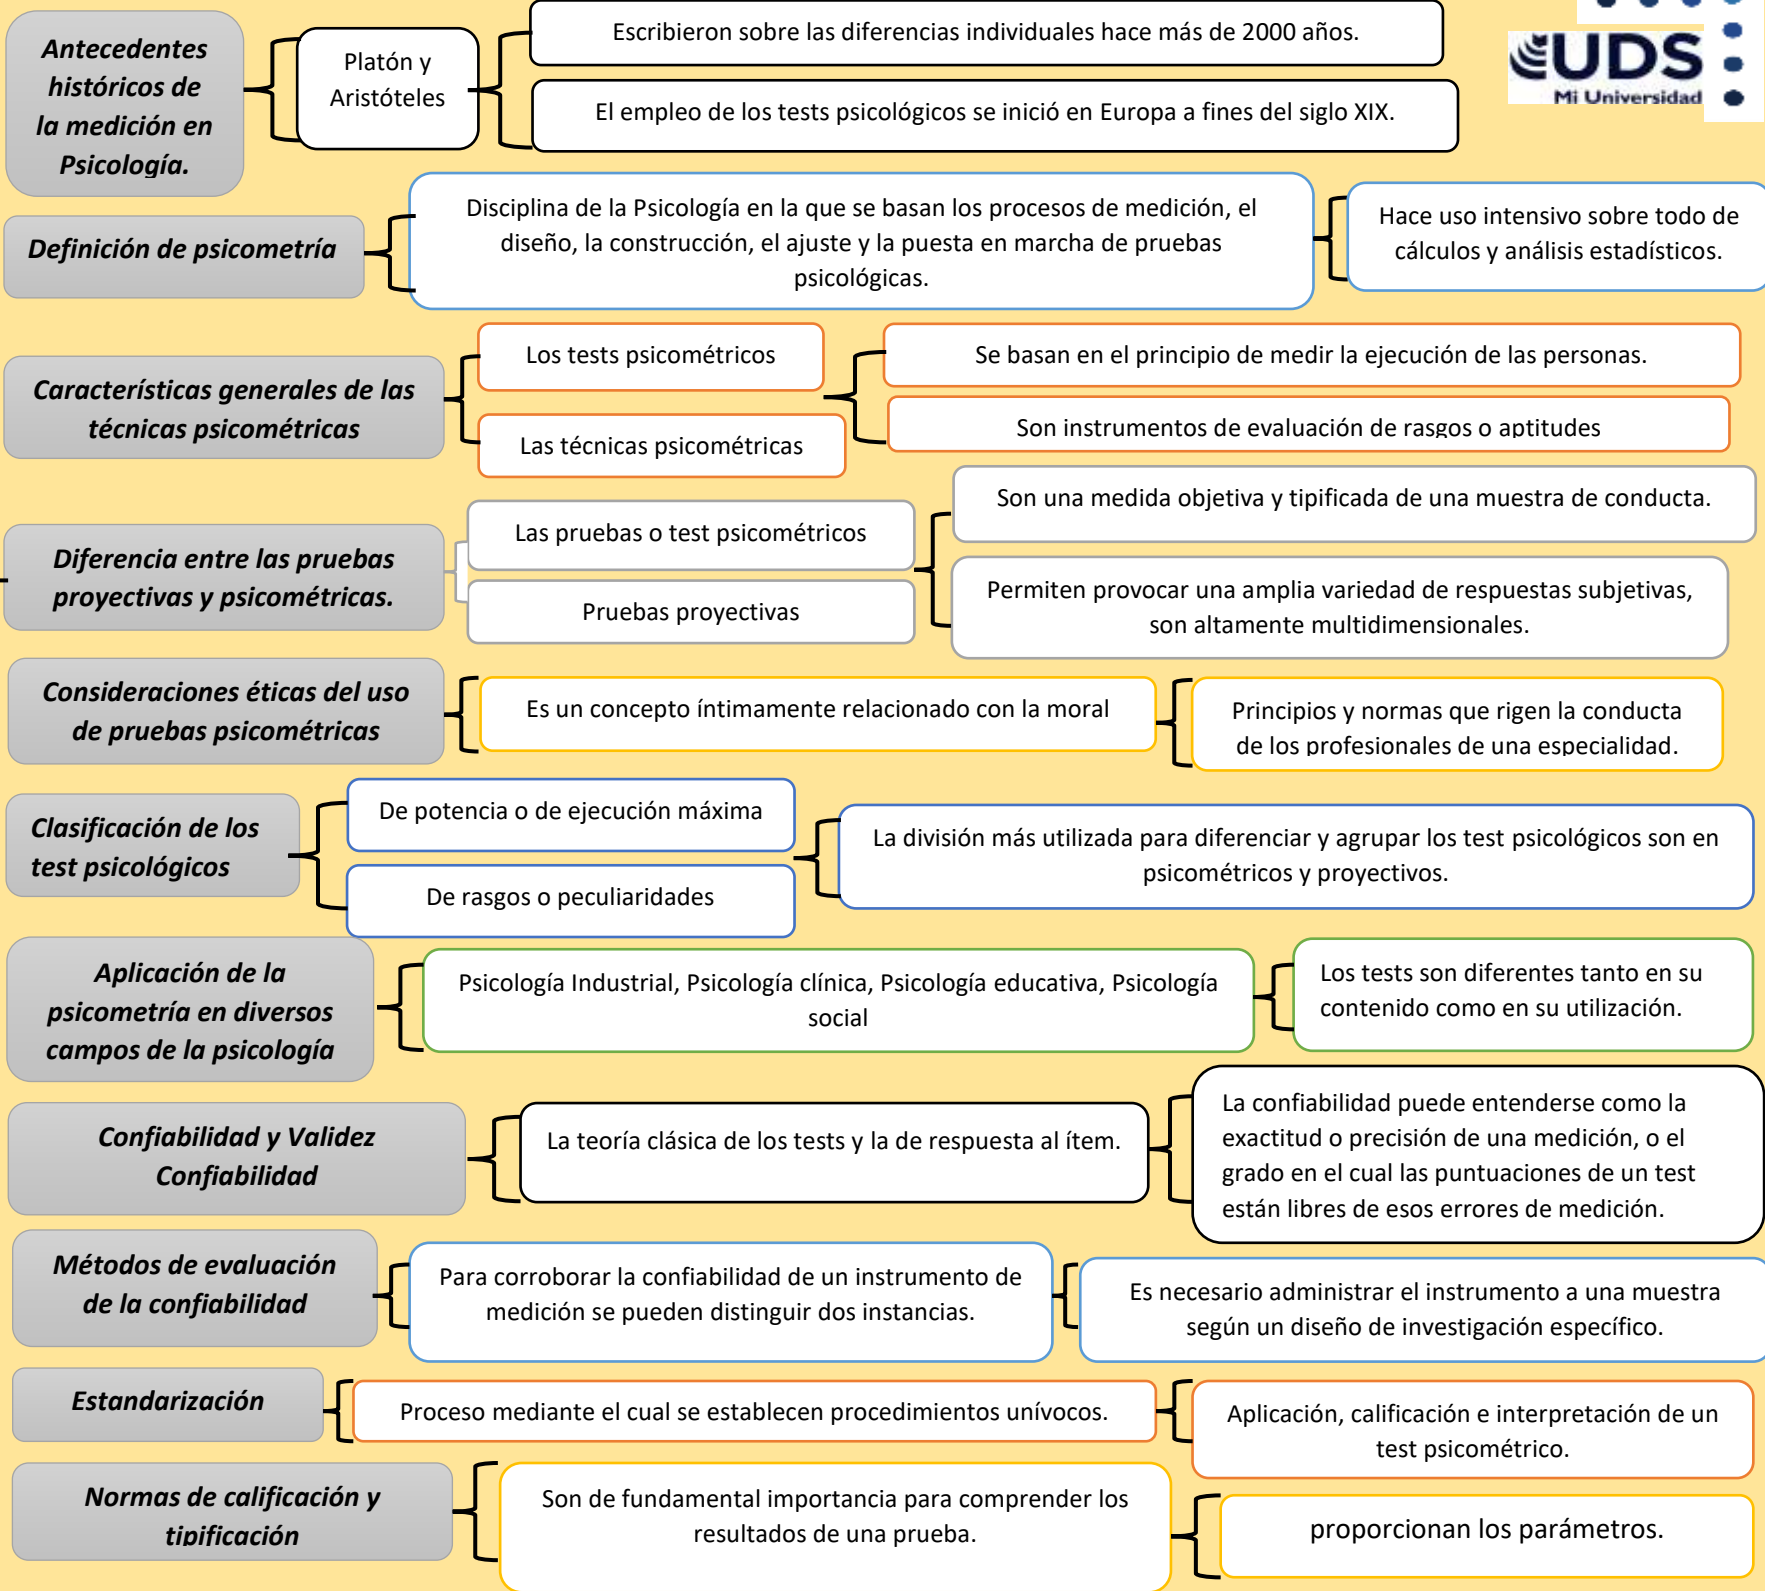 Antecedentes
históricos de
la medición en
Psicología.
Platón y
Aristóteles
Escribieron sobre las diferencias individuales hace más de 2000 años.
El empleo de los tests psicológicos se inició en Europa a fines del siglo XIX.
UDS
Mi Universidad
Definición de psicometría
Disciplina de la Psicología en la que se basan los procesos de medición, el
diseño, la construcción, el ajuste y la puesta en marcha de pruebas
psicológicas.
Hace uso intensivo sobre todo de
cálculos y análisis estadísticos.
Características generales de las
técnicas psicométricas
Los tests psicométricos
Las técnicas psicométricas
Se basan en el principio de medir la ejecución de las personas.
Son instrumentos de evaluación de rasgos o aptitudes
Diferencia entre las pruebas
proyectivas y psicométricas.
Las pruebas o test psicométricos
Pruebas proyectivas
Son una medida objetiva y tipificada de una muestra de conducta.
Permiten provocar una amplia variedad de respuestas subjetivas,
son altamente multidimensionales.
Consideraciones éticas del uso
de pruebas psicométricas
Es un concepto íntimamente relacionado con la moral
Principios y normas que rigen la conducta
de los profesionales de una especialidad.
Clasificación de los
test psicológicos
De potencia o de ejecución máxima
De rasgos o peculiaridades
La división más utilizada para diferenciar y agrupar los test psicológicos son en
psicométricos y proyectivos.
Aplicación de la
psicometría en diversos
campos de la psicología
Psicología Industrial, Psicología clínica, Psicología educativa, Psicología
social
Los tests son diferentes tanto en su
contenido como en su utilización.
Confiabilidad y Validez
Confiabilidad
La teoría clásica de los tests y la de respuesta al ítem.
La confiabilidad puede entenderse como la
exactitud o precisión de una medición, o el
grado en el cual las puntuaciones de un test
están libres de esos errores de medición.
Métodos de evaluación
de la confiabilidad
Para corroborar la confiabilidad de un instrumento de
medición se pueden distinguir dos instancias.
Es necesario administrar el instrumento a una muestra
según un diseño de investigación específico.
Estandarización
Proceso mediante el cual se establecen procedimientos unívocos.
Aplicación, calificación e interpretación de un
test psicométrico.
Normas de calificación y
tipificación
Son de fundamental importancia para comprender los
resultados de una prueba.
proporcionan los parámetros.